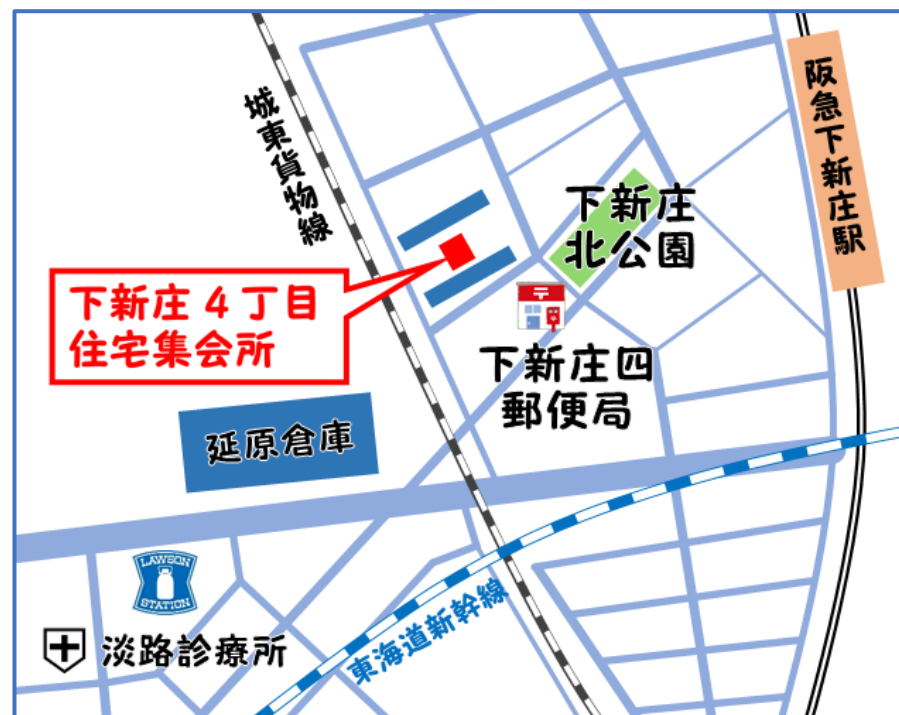 城東貨物線
阪急下新庄駅
下新庄
北公園
下新庄４丁目
住宅集会所
〒
下新庄四
郵便局
延原倉庫
LAWSON
STATION
東海道新幹線
淡路診療所